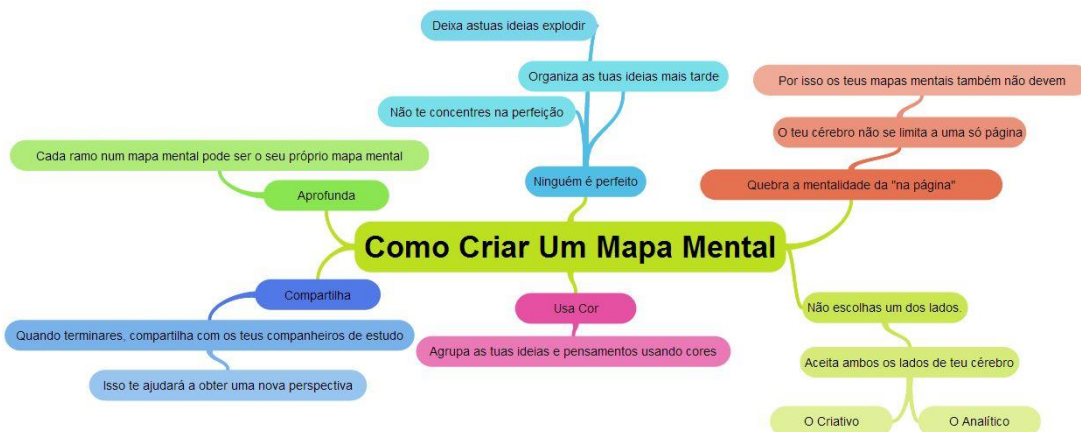 Deixa astuas ideias explodir
Organiza as tuas ideias mais tarde
Não te concentres na perfeição
Ninguém é perfeito
Por isso os teus mapas mentais também não devem
O teu cérebro não se limita a uma só página
Quebra a mentalidade da "na página"
Cada ramo num mapa mental pode ser o seu próprio mapa mental
Aprofunda
Como Criar Um Mapa Mental
Compartilha
Quando terminares, compartilha com os teus companheiros de estudo
Isso te ajudará a obter uma nova perspectiva
Usa Cor
Agrupa as tuas ideias e pensamentos usando cores
Não escolhas um dos lados.
Aceita ambos os lados de teu cérebro
O Criativo
O Analítico